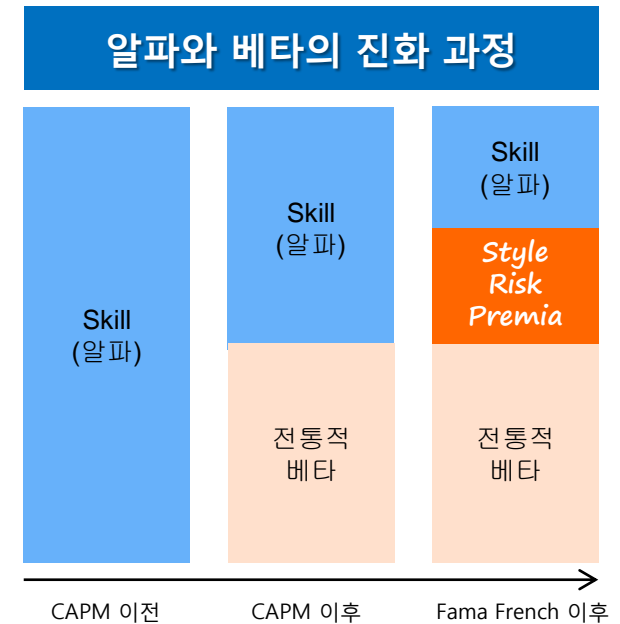 알파와 베타의 진화 과정
Skill
(알파)
Skill
(알파)
전통적
베타
Skill
(알파)
Style
Risk
Premia
전통적
베타
CAPM 이전
CAPM 이후
Fama French 이후